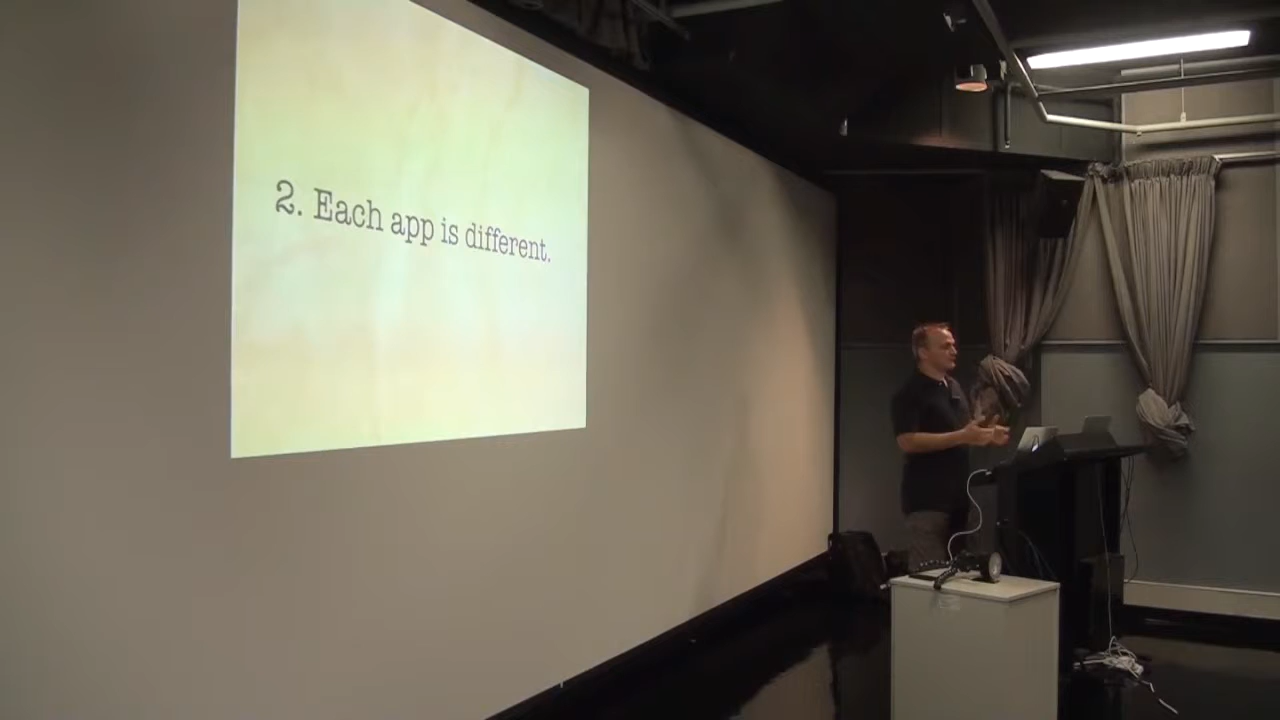 2. Each app is different.